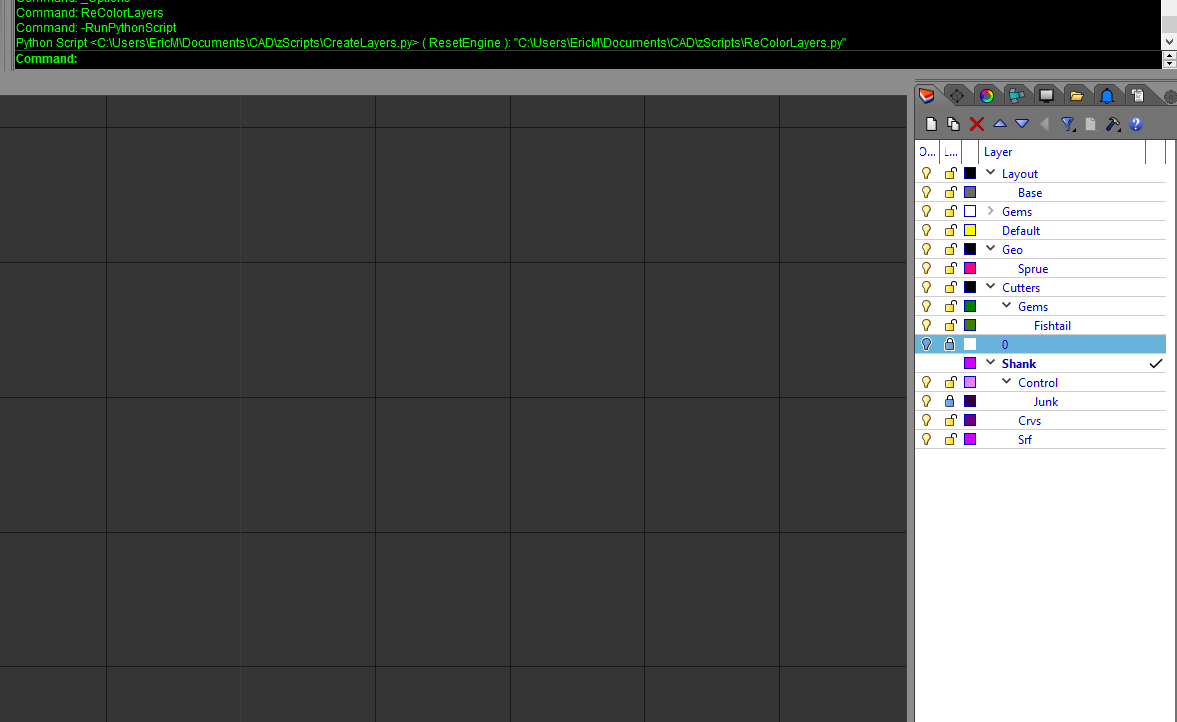 Command: _Options
Command: ReColorLayers
Command: -RunPythonScript
Python Script <C:\Users\EricM\Documents\CAD\zScripts\CreateLayers.py> ( ResetEngine ): "C:\Users\EricM\Documents\CAD\zScripts\ReColorLayers.py"
Command:
O... L... Layer
Layout
Base
Gems
Default
Geo
Sprue
Cutters
Gems
Fishtail
0
Shank
Control
Junk
Crvs
Srf